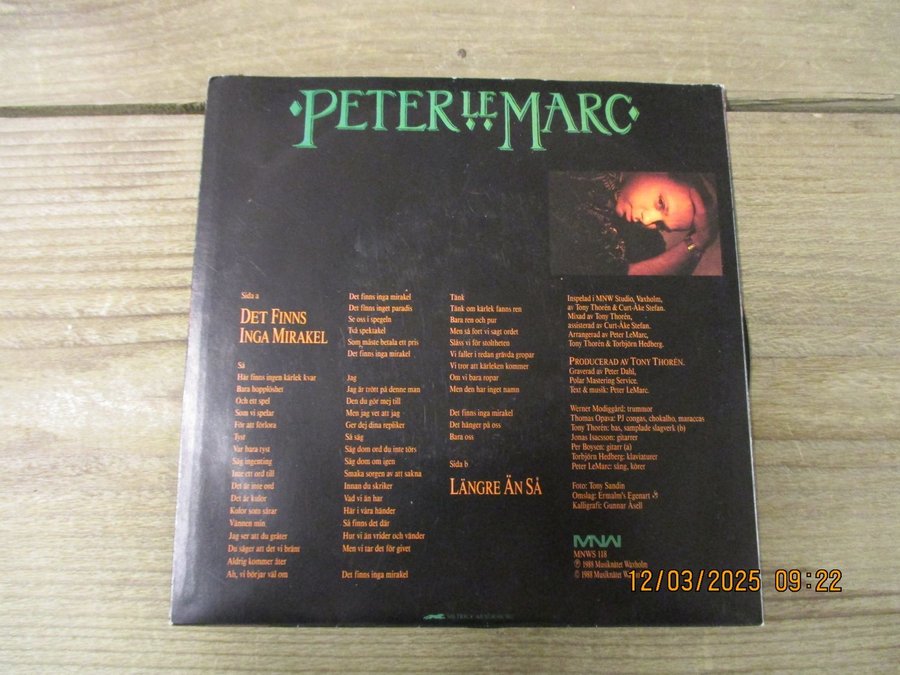 PETER LE MARC
Sida a
DET FINNS
INGA MIRAKEL
Så
Här finns ingen kärlek kvar
Bara hopplöshet
Och ett spel
Som vi spelar
För att förlora
Tyst
Var bara tyst
Säg ingenting
Inte ett ord till
Det är inte ord
Det är kulor
Kulor som sårar
Vännen min
Jag ser att du gråter
Du säger att det vi bränt
Aldrig kommer åter
Äh, vi börjar väl om
Det finns inga mirakel
Det finns inget paradis
Se oss i spegeln
Två spektakel
Som måste betala ett pris
Det finns inga mirakel
Jag
Jag är trött på denne man
Den du gör mej till
Men jag vet att jag
Ger dej dina repliker
Så säg
Säg dom ord du inte törs
Säg dom om igen
Smaka sorgen av att sakna
Innan du skriker
Vad vi än har
Här i våra händer
Så finns det där
Hur vi än vrider och vänder
Men vi tar det för givet
Det finns inga mirakel
Tänk
Tänk om kärlek fanns ren
Bara ren och pur
Men så fort vi sagt ordet
Slåss vi för stoltheten
Vi faller i redan grävda gropar
Vi tror att kärleken kommer
Om vi bara ropar
Men den har inget namn
Det finns inga mirakel
Det hänger på oss
Bara oss
Sida b
LÄNGRE ÄN SÅ
Inspelad i MNW Studio, Vaxholm,
av Tony Thorén & Curt-Åke Stefan.
Mixad av Tony Thorén,
assisterad av Curt-Åke Stefan.
Arrangerad av Peter LeMarc,
Tony Thorén & Torbjörn Hedberg.
PRODUCERAD AV TONY THORÉN.
Graverad av Peter Dahl,
Polar Mastering Service.
Text & musik: Peter LeMarc.
Werner Modiggård: trummor
Thomas Opava: PJ congas, chokalho, maraccas
Tony Thorén: bas, samplade slagverk (b)
Jonas Isacsson: gitarrer
Per Boysen: gitarr (a)
Torbjörn Hedberg: klaviaturer
Peter LeMarc: sång, körer
Foto: Tony Sandin
Omslag: Ermalm's Egenart
Kalligrafi: Gunnar Åsell
MNW
MNWS 118
℗ 1988 Musiknätet Waxholm
© 1988 Musiknätet
12/03/2025 09:22